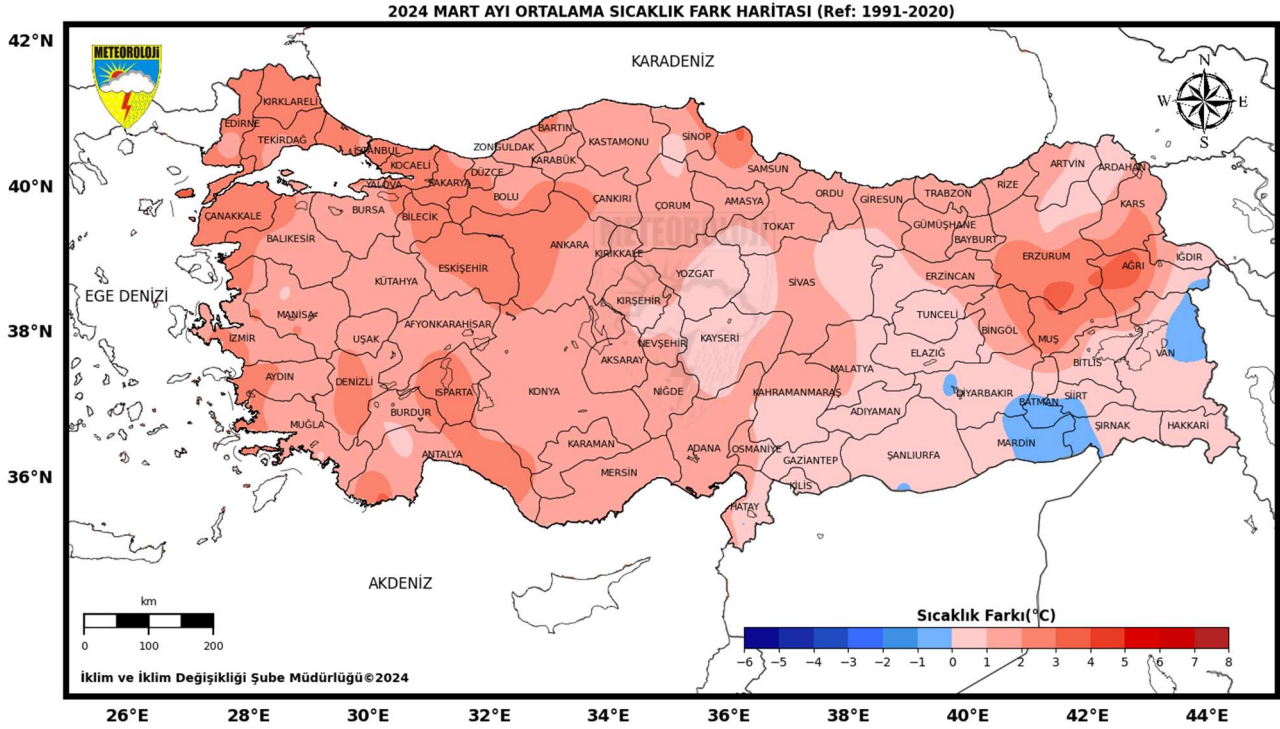 2024 MART AYI ORTALAMA SICAKLIK FARK HARİTASI (Ref: 1991-2020)
42°N
40°N
38°N
36°N
METEOROLOJİ
KARADENİZ
N
W E
S
KIRKLARELİ
EDİRNE
TEKİRDAĞ
İSTANBUL
KOCAELİ
YALOVA
SAKARYA
DÜZCE
ZONGULDAK
BARTIN
KARABÜK
KASTAMONU
SİNOP
SAMSUN
ORDU
GİRESUN
TRABZON
RİZE
ARTVİN
ARDAHAN
KARS
ÇANAKKALE
BALIKESİR
BURSA
BİLECİK
BOLU
ÇANKIRI
ÇORUM
AMASYA
TOKAT
GÜMÜŞHANE
BAYBURT
METEOROLOJİ
ESKİŞEHİR
ANKARA
KIRIKKALE
YOZGAT
SİVAS
ERZİNCAN
ERZURUM
AĞRI
IĞDIR
EGE DENİZİ
KÜTAHYA
MANİSA
KIRŞEHİR
TUNCELİ
BİNGÖL
MUŞ
İZMİR
UŞAK
AFYONKARAHİSAR
NEVŞEHİR
KAYSERİ
ELAZIĞ
BİTLİS
VAN
AKSARAY
MALATYA
AYDIN
DENİZLİ
ISPARTA
KONYA
NİĞDE
KAHRAMANMARAŞ
DİYARBAKIR
BATMAN
SİİRT
BURDUR
ADIYAMAN
MUĞLA
ANTALYA
KARAMAN
ADANA
OSMANİYE
GAZİANTEP
ŞANLIURFA
MARDİN
ŞIRNAK
HAKKARİ
MERSİN
KİLİS
HATAY
AKDENİZ
km
0 100 200
Sıcaklık Farkı(°C)
−6 −5 −4 −3 −2 −1 0 1 2 3 4 5 6 7 8
İklim ve İklim Değişikliği Şube Müdürlüğü©2024
26°E 28°E 30°E 32°E 34°E 36°E 38°E 40°E 42°E 44°E